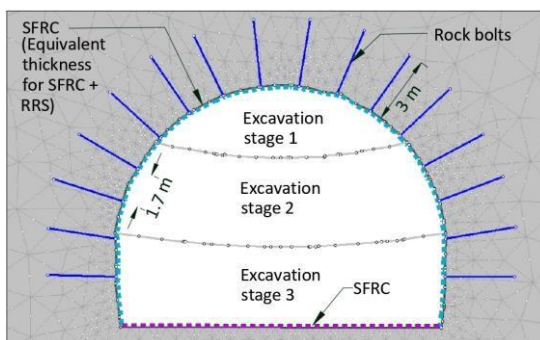 SFRC
(Equivalent
thickness
for SFRC +
RRS)
Rock bolts
3 m
Excavation
stage 1
1.7 m
Excavation
stage 2
Excavation
stage 3
SFRC